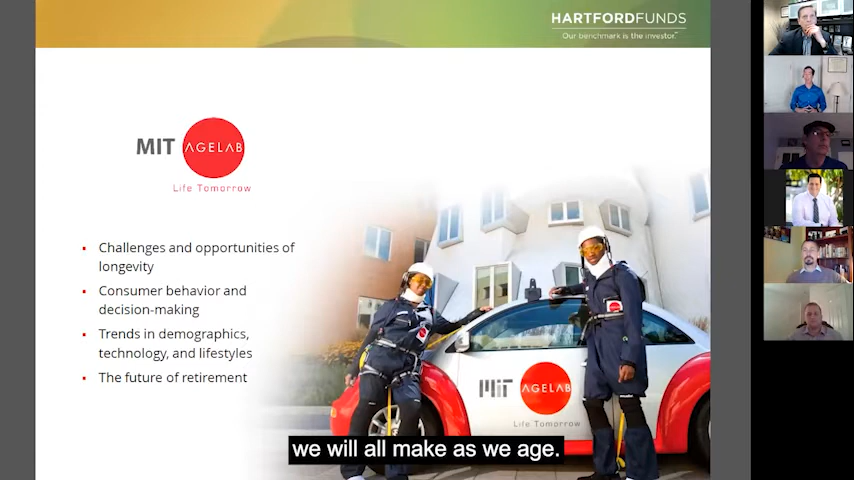 HARTFORDFUNDS
Our benchmark is the investor.™
MIT AGELAB
Life Tomorrow
▪ Challenges and opportunities of
longevity
▪ Consumer behavior and
decision-making
▪ Trends in demographics,
technology, and lifestyles
▪ The future of retirement
MIT AGELAB
Life Tomorrow
we will all make as we age.